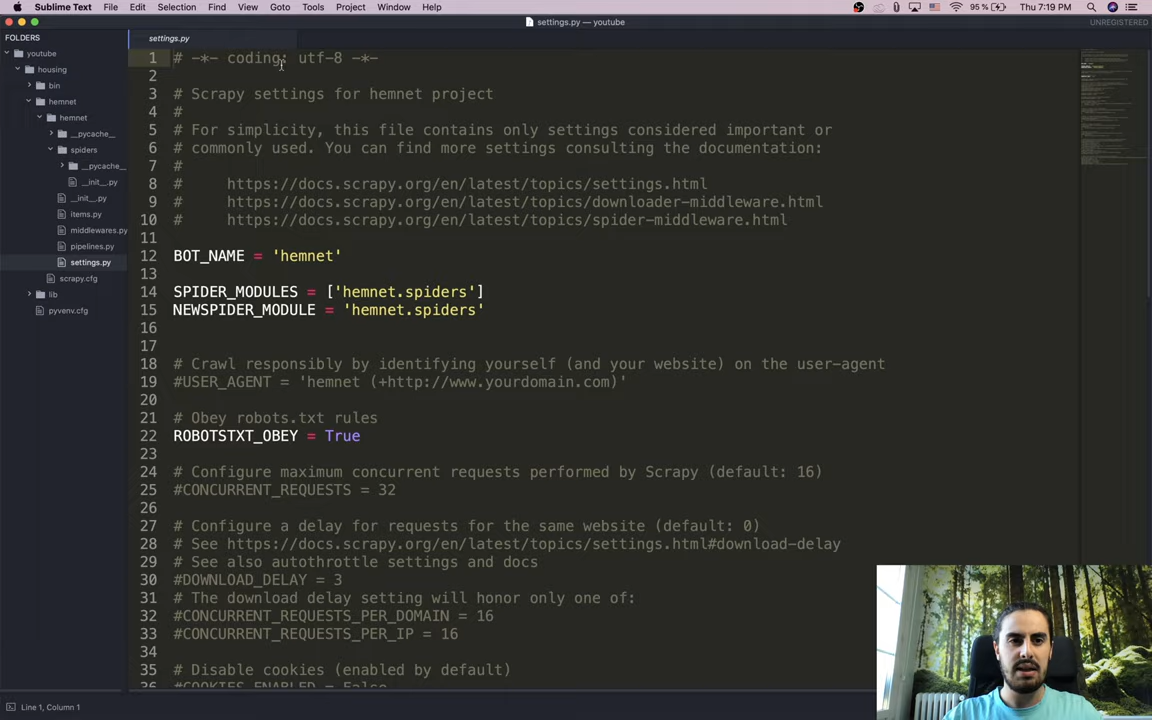 Sublime Text File Edit Selection Find View Goto Tools Project Window Help 95 % Thu 7:19 PM
settings.py — youtube UNREGISTERED
FOLDERS
youtube
housing
bin
hemnet
hemnet
__pycache__
spiders
__pycache__
__init__.py
__init__.py
items.py
middlewares.py
pipelines.py
settings.py
scrapy.cfg
lib
pyvenv.cfg
settings.py
1 # -*- coding: utf-8 -*-
2
3 # Scrapy settings for hemnet project
4 #
5 # For simplicity, this file contains only settings considered important or
6 # commonly used. You can find more settings consulting the documentation:
7 #
8 #     https://docs.scrapy.org/en/latest/topics/settings.html
9 #     https://docs.scrapy.org/en/latest/topics/downloader-middleware.html
10 #     https://docs.scrapy.org/en/latest/topics/spider-middleware.html
11
12 BOT_NAME = 'hemnet'
13
14 SPIDER_MODULES = ['hemnet.spiders']
15 NEWSPIDER_MODULE = 'hemnet.spiders'
16
17
18 # Crawl responsibly by identifying yourself (and your website) on the user-agent
19 #USER_AGENT = 'hemnet (+http://www.yourdomain.com)'
20
21 # Obey robots.txt rules
22 ROBOTSTXT_OBEY = True
23
24 # Configure maximum concurrent requests performed by Scrapy (default: 16)
25 #CONCURRENT_REQUESTS = 32
26
27 # Configure a delay for requests for the same website (default: 0)
28 # See https://docs.scrapy.org/en/latest/topics/settings.html#download-delay
29 # See also autothrottle settings and docs
30 #DOWNLOAD_DELAY = 3
31 # The download delay setting will honor only one of:
32 #CONCURRENT_REQUESTS_PER_DOMAIN = 16
33 #CONCURRENT_REQUESTS_PER_IP = 16
34
35 # Disable cookies (enabled by default)
36 #COOKIES_ENABLED = False
Line 1, Column 1